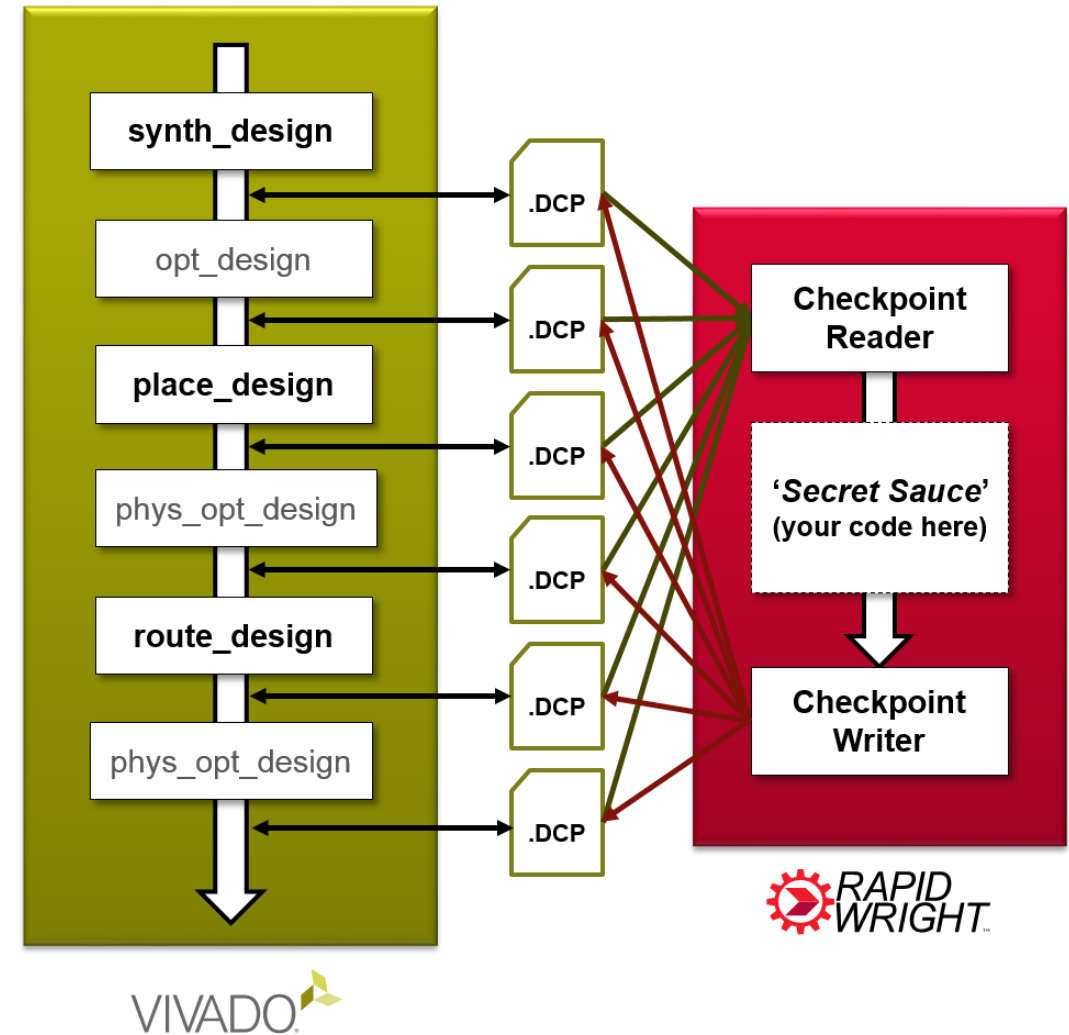 synth_design
opt_design
place_design
phys_opt_design
route_design
phys_opt_design
.DCP
.DCP
.DCP
.DCP
.DCP
.DCP
Checkpoint
Reader
‘Secret Sauce’
(your code here)
Checkpoint
Writer
RAPID
WRIGHT™
VIVADO®